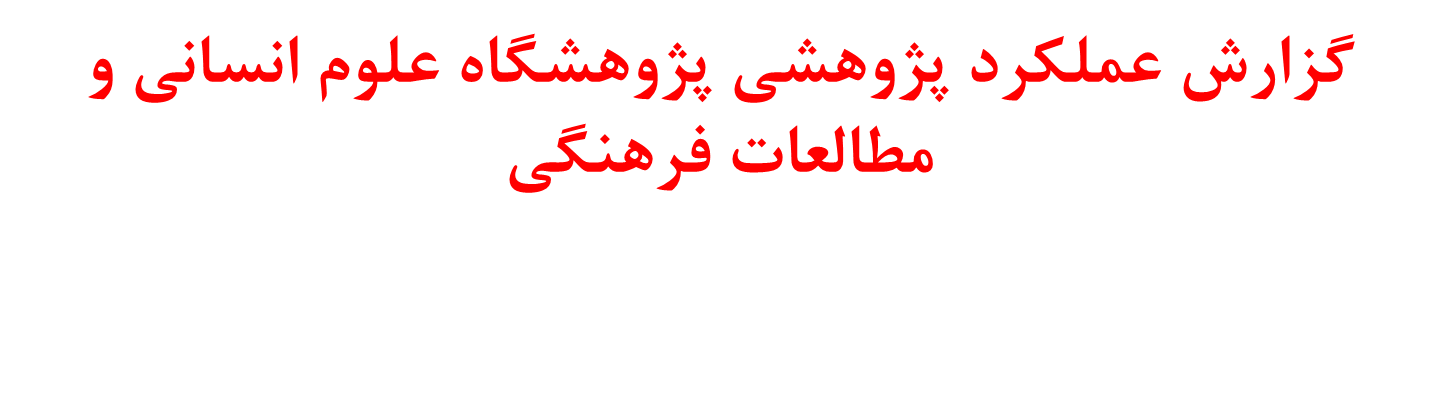 گزارش عملکرد پژوهشی پژوهشگاه علوم انسانی و
مطالعات فرهنگی